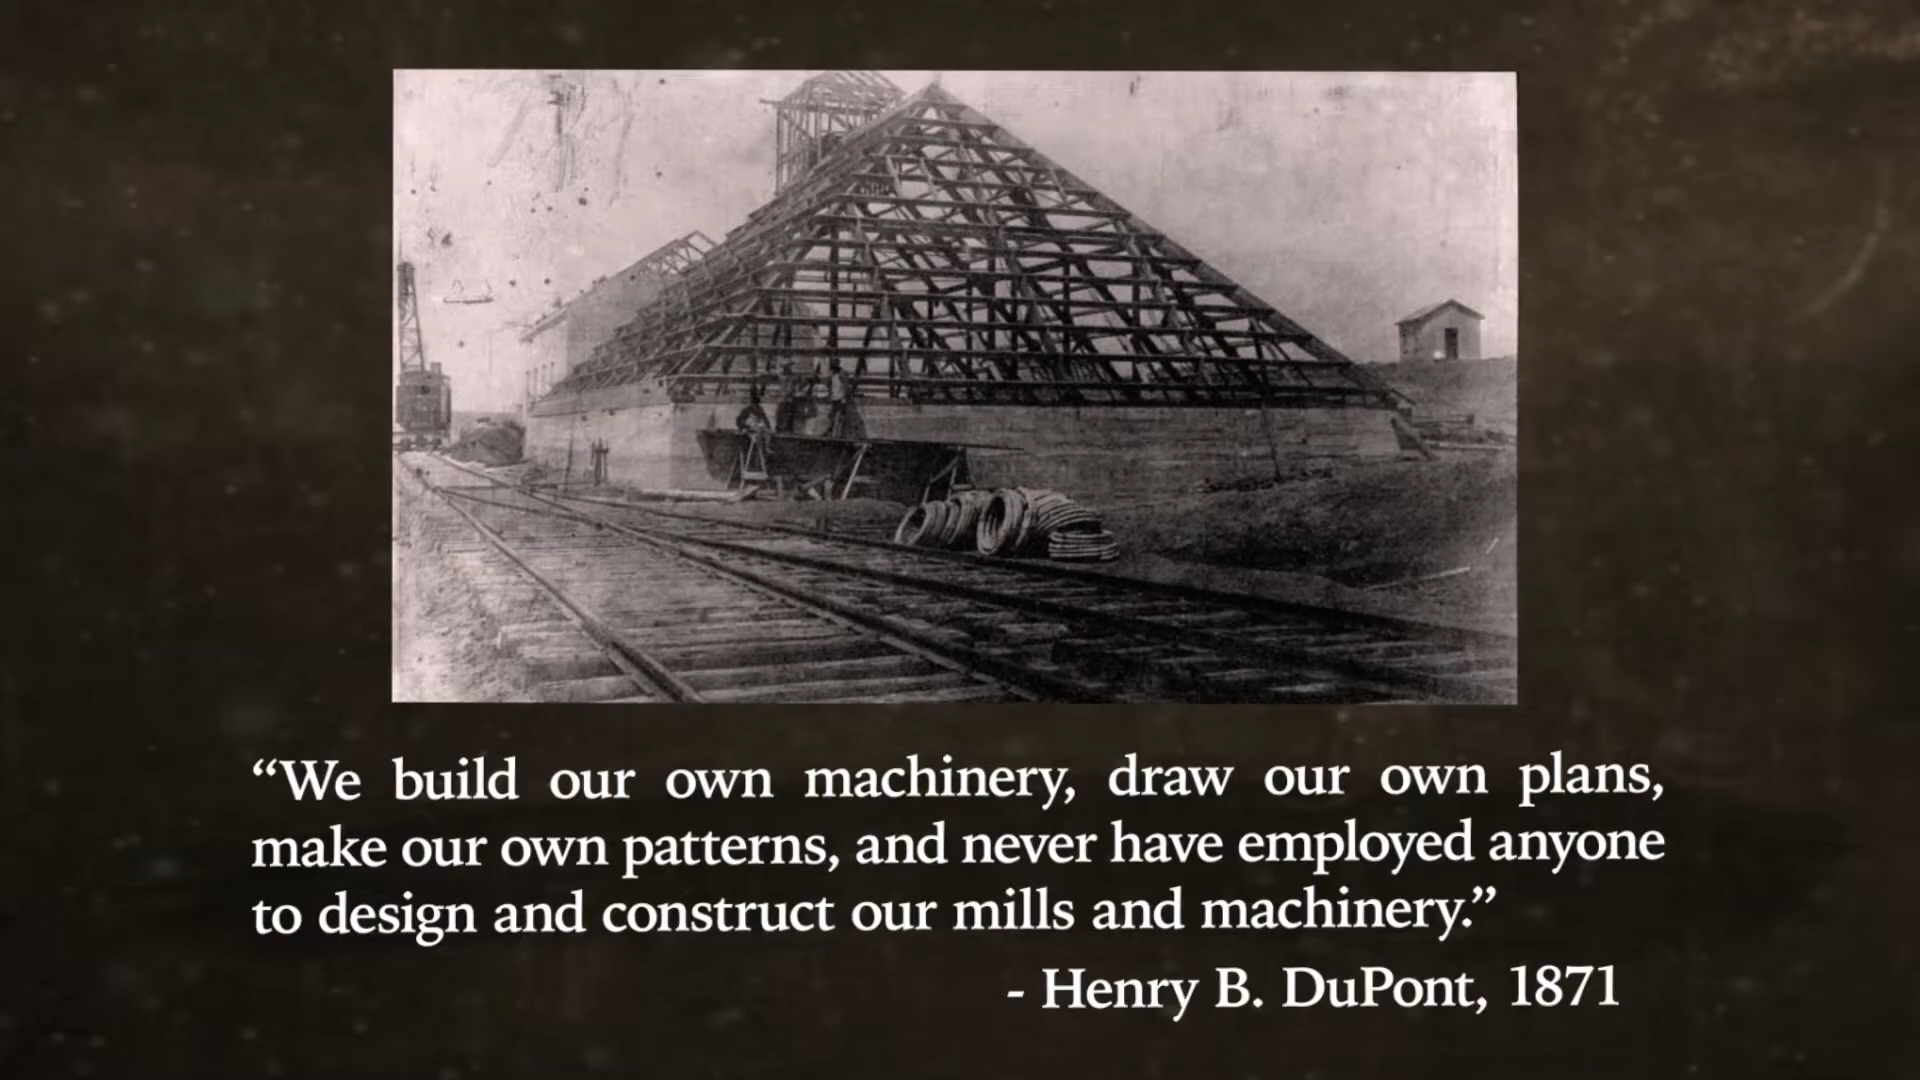 “We build our own machinery, draw our own plans,
make our own patterns, and never have employed anyone
to design and construct our mills and machinery.”
- Henry B. DuPont, 1871